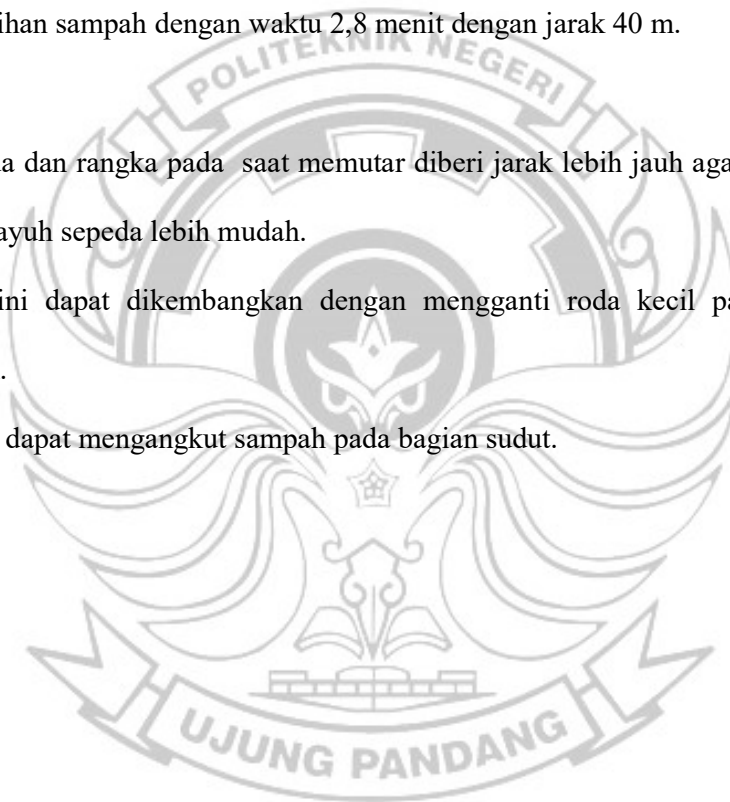 ihan sampah dengan waktu 2,8 menit dengan jarak 40 m.
POLITEKNIK NEGERI
a dan rangka pada saat memutar diberi jarak lebih jauh aga
ayuh sepeda lebih mudah.
ini dapat dikembangkan dengan mengganti roda kecil pa
.
dapat mengangkut sampah pada bagian sudut.
UJUNG PANDANG